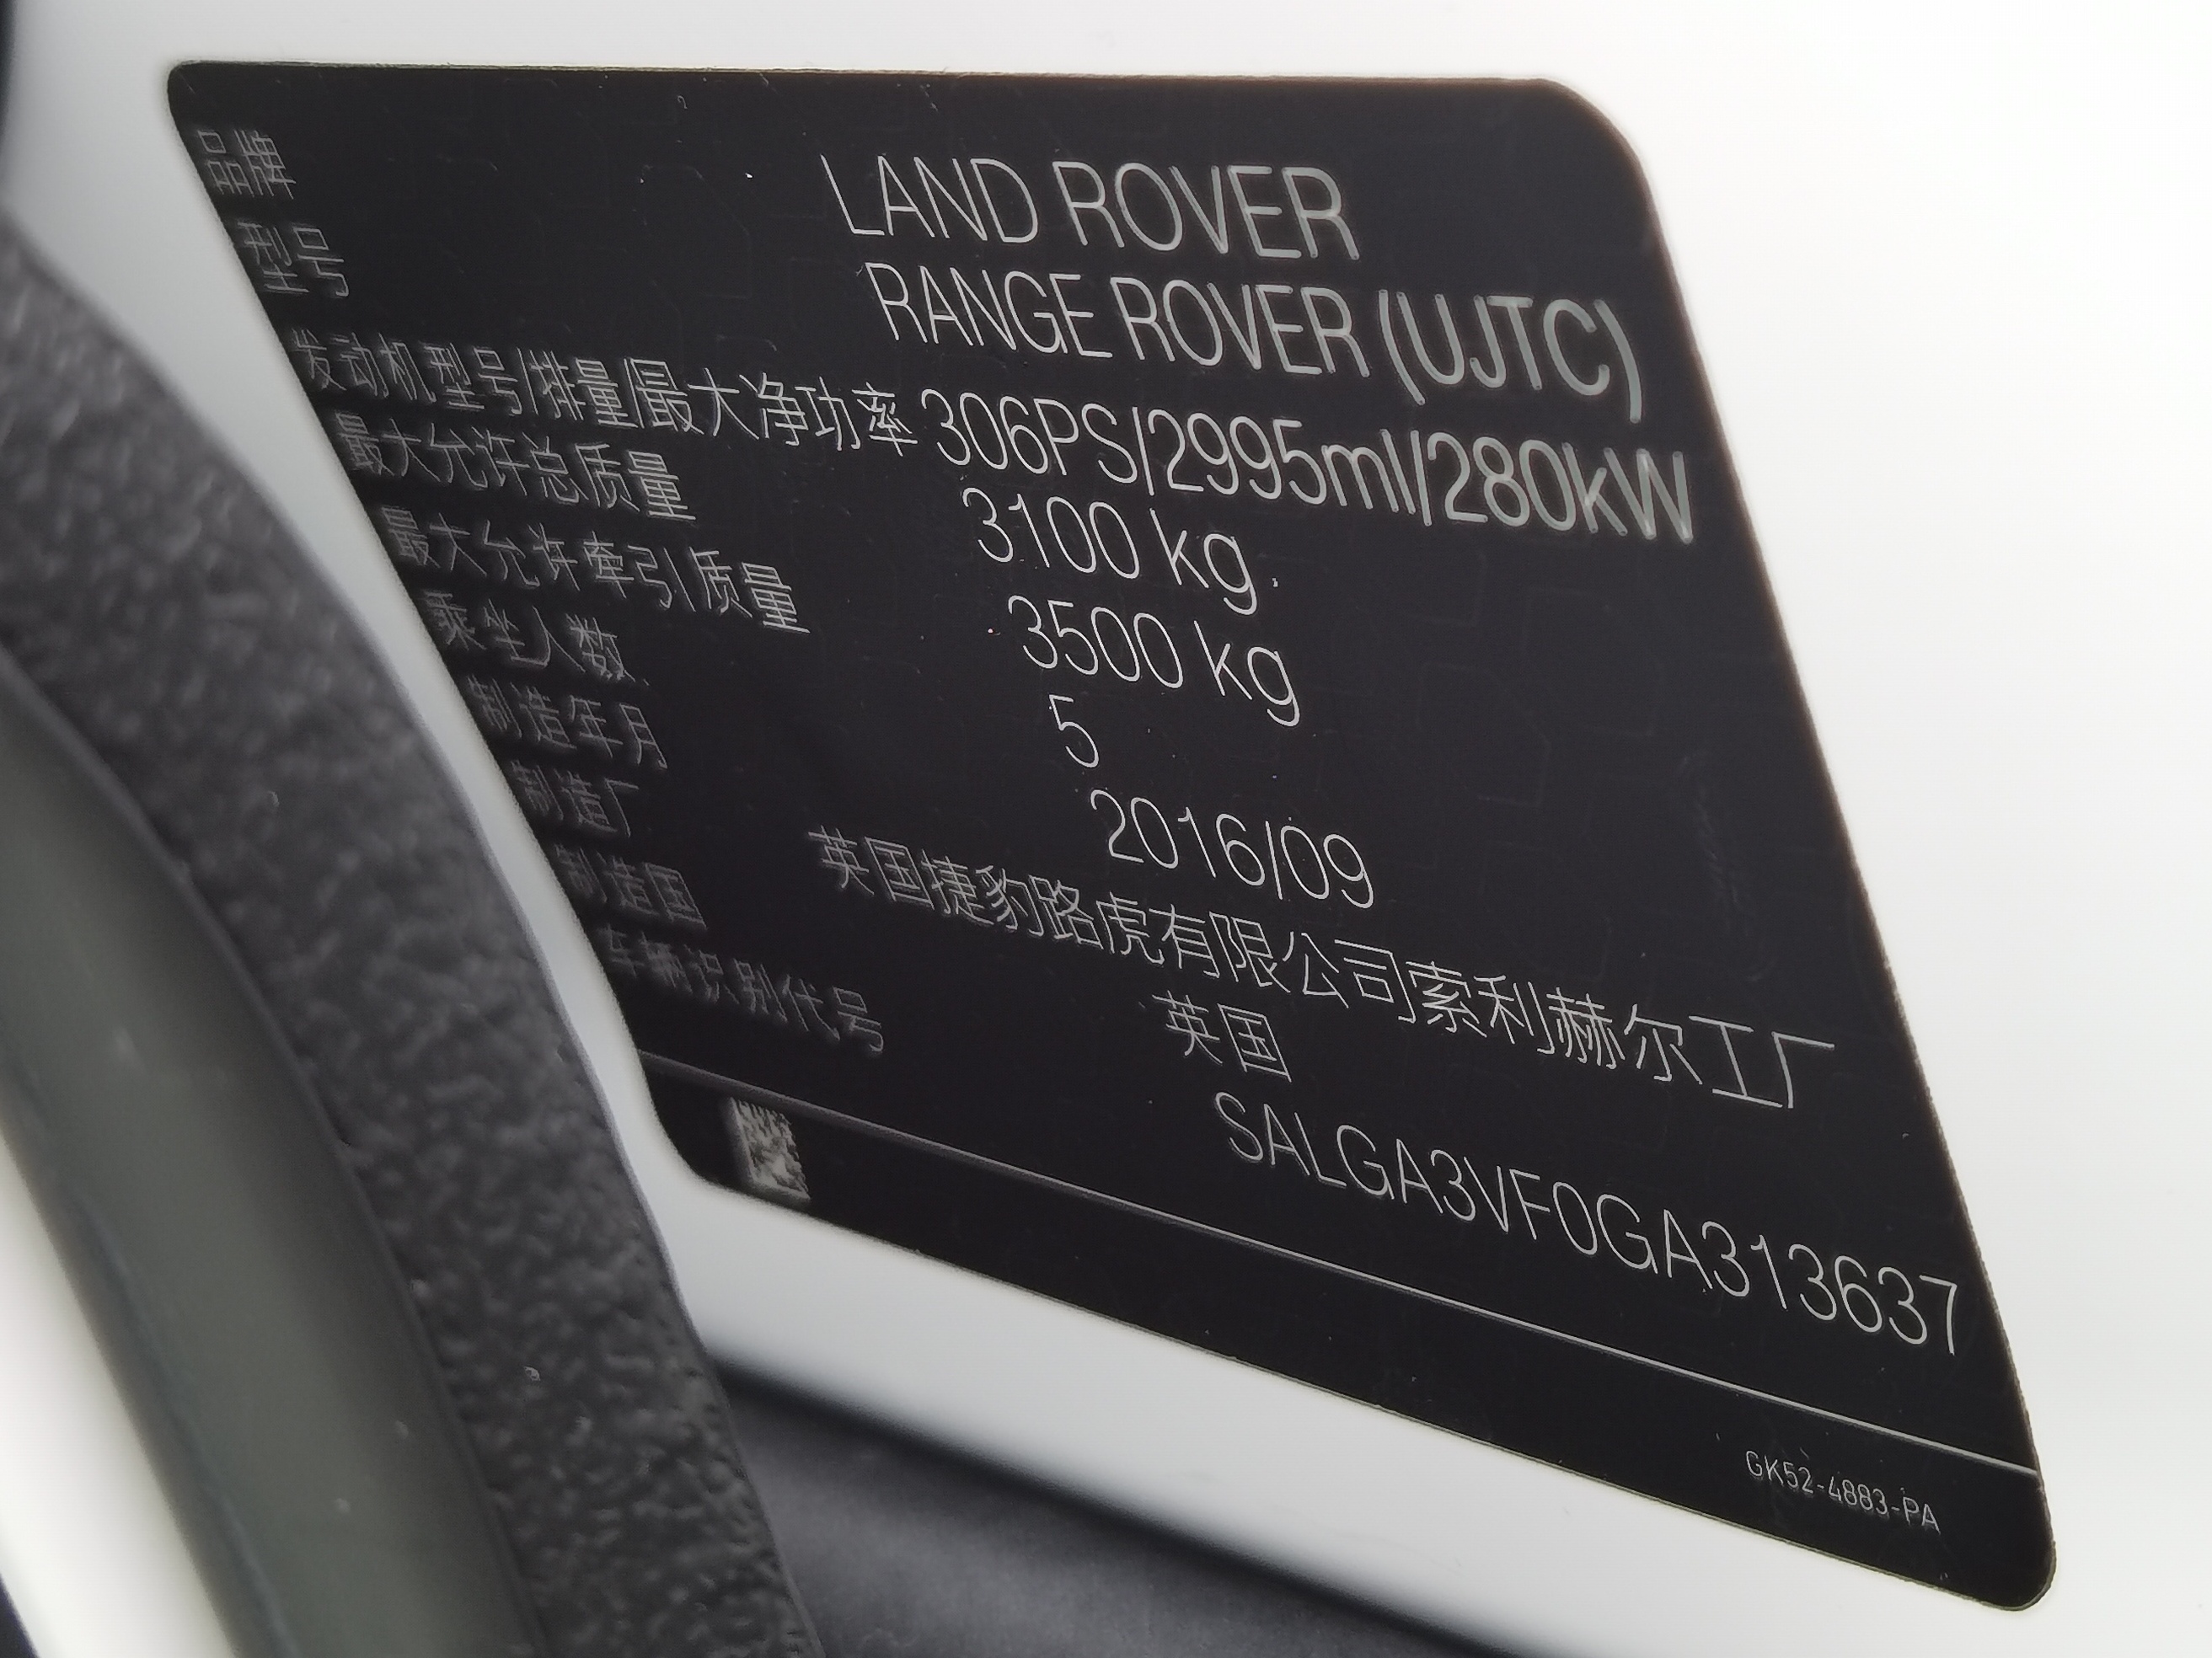 品牌 LAND ROVER
型号 RANGE ROVER (UJTC)
发动机型号/排量/最大净功率 306PS/2995ml/280kW
最大允许总质量 3100 kg
最大允许牵引质量 3500 kg
乘坐人数 5
制造年月 2016/09
制造厂 英国捷豹路虎有限公司索利赫尔工厂
制造国 英国
车辆识别代号 SALGA3VF0GA313637
GK52-4883-PA